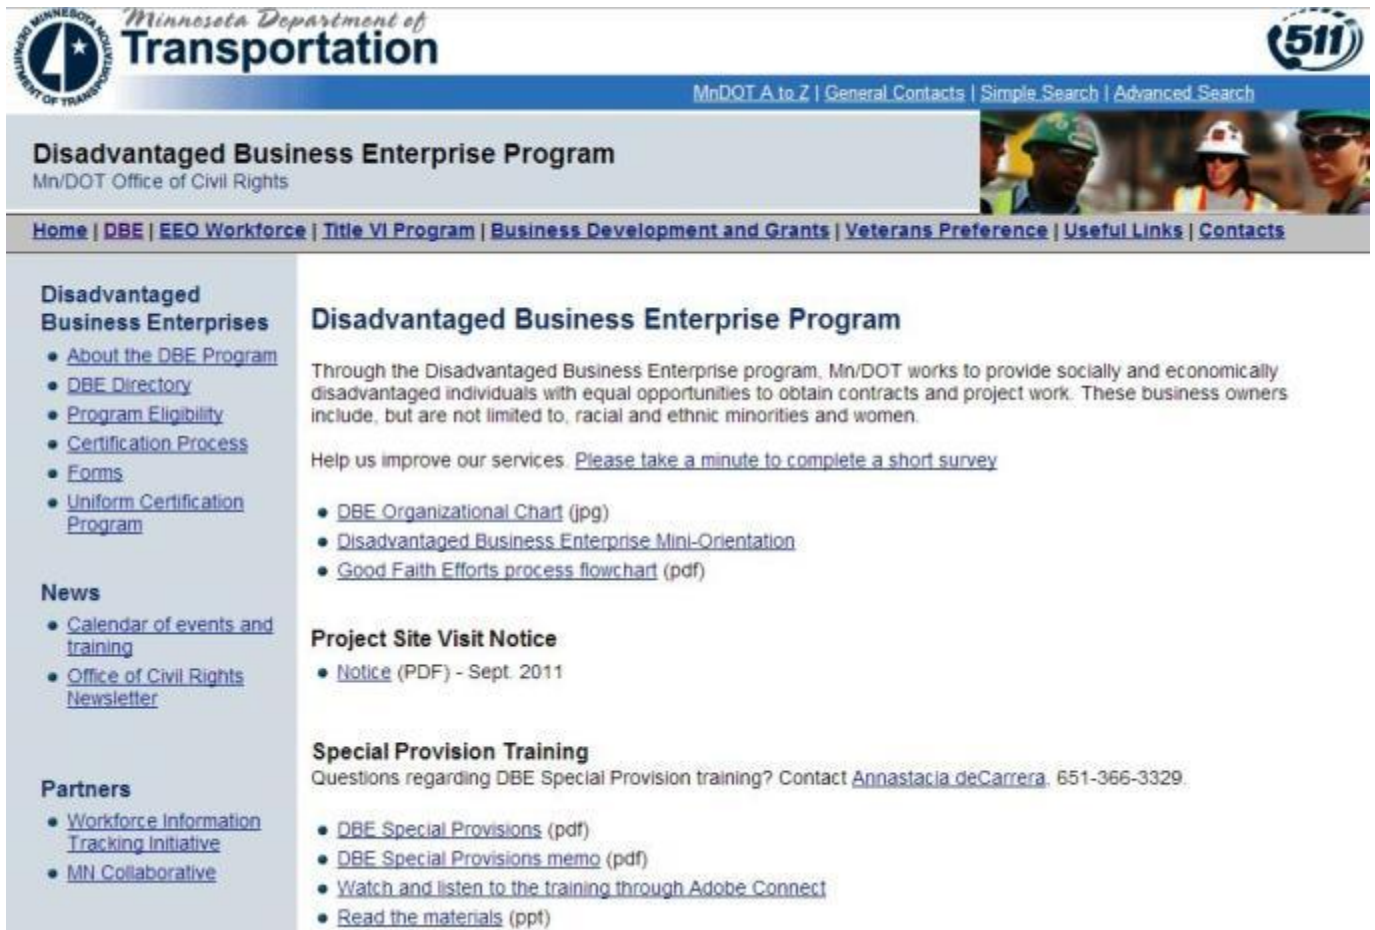 Minnesota Department of
Transportation
MINNESOTA DEPARTMENT OF TRANSPORTATION
511
MnDOT A to Z | General Contacts | Simple Search | Advanced Search
Disadvantaged Business Enterprise Program
Mn/DOT Office of Civil Rights
Home | DBE | EEO Workforce | Title VI Program | Business Development and Grants | Veterans Preference | Useful Links | Contacts
Disadvantaged
Business Enterprises
About the DBE Program
DBE Directory
Program Eligibility
Certification Process
Forms
Uniform Certification
Program
News
Calendar of events and
training
Office of Civil Rights
Newsletter
Partners
Workforce Information
Tracking Initiative
MN Collaborative
Disadvantaged Business Enterprise Program
Through the Disadvantaged Business Enterprise program, Mn/DOT works to provide socially and economically
disadvantaged individuals with equal opportunities to obtain contracts and project work. These business owners
include, but are not limited to, racial and ethnic minorities and women.
Help us improve our services. Please take a minute to complete a short survey
DBE Organizational Chart (jpg)
Disadvantaged Business Enterprise Mini-Orientation
Good Faith Efforts process flowchart (pdf)
Project Site Visit Notice
Notice (PDF) - Sept. 2011
Special Provision Training
Questions regarding DBE Special Provision training? Contact Annastacia deCarrera, 651-366-3329.
DBE Special Provisions (pdf)
DBE Special Provisions memo (pdf)
Watch and listen to the training through Adobe Connect
Read the materials (ppt)